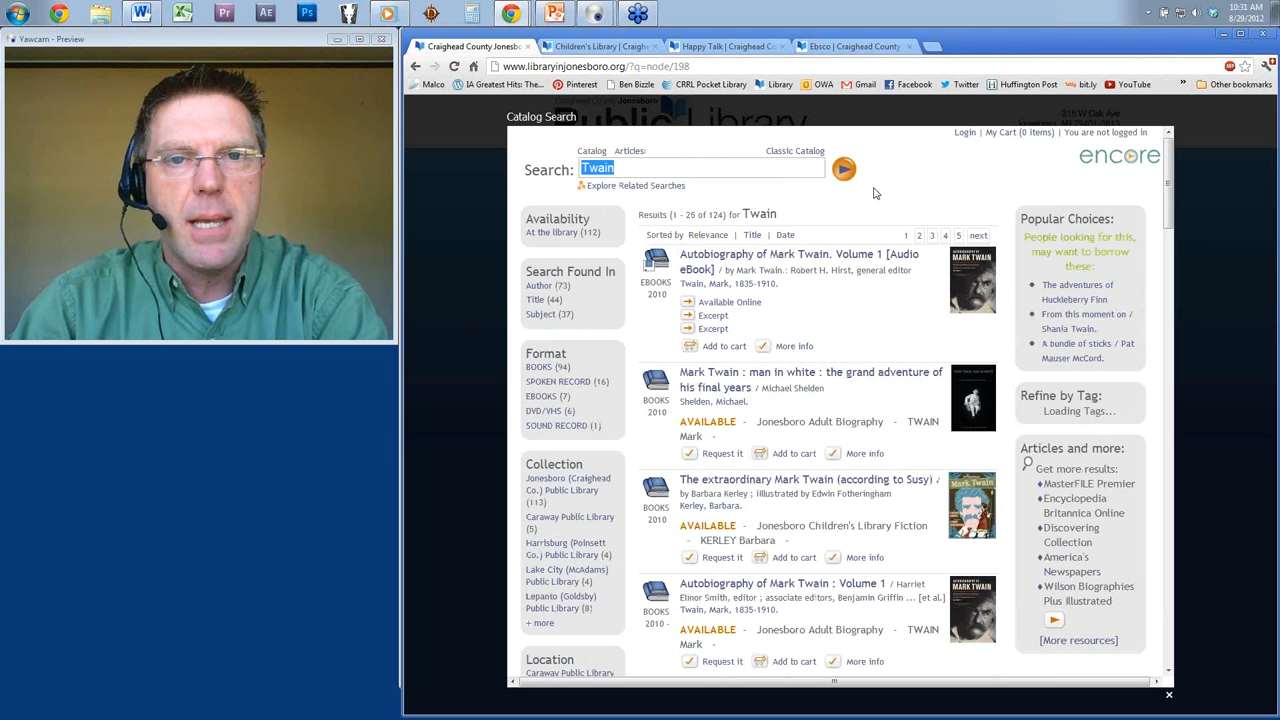 10:31 AM
8/29/2012
Yawcam - Preview
Craighead County Jonesb
Children's Library | Craigh
Happy Talk | Craighead C
Ebsco | Craighead County
www.libraryinjonesboro.org/?q=node/198
Malco
IA Greatest Hits: The...
Pinterest
Ben Bizzle
CRRL Pocket Library
Library
OWA
Gmail
Facebook
Twitter
Huffington Post
bit.ly
YouTube
Other bookmarks
Public Library
315 W Oak Ave
Catalog Search
Login | My Cart (0 items) | You are not logged in
encore
Catalog Articles
Classic Catalog
Search: Twain
Explore Related Searches
Availability
At the library (112)
Search Found In
Author (73)
Title (44)
Subject (37)
Format
BOOKS (94)
SPOKEN RECORD (16)
EBOOKS (7)
DVD/VHS (6)
SOUND RECORD (1)
Collection
Jonesboro (Craighead
Co.) Public Library
(113)
Caraway Public Library
(5)
Harrisburg (Poinsett
Co.) Public Library (4)
Lake City (McAdams)
Public Library (4)
Lepanto (Goldsby)
Public Library (8)
+ more
Location
Caraway Public Library
Results (1 - 25 of 124) for Twain
Sorted by Relevance | Title | Date
1 2 3 4 5 next
Autobiography of Mark Twain. Volume 1 [Audio
eBook] / by Mark Twain.: Robert H. Hirst, general editor
Twain, Mark, 1835-1910.
EBOOKS
2010
Available Online
Excerpt
Excerpt
Add to cart More info
MARK TWAIN
Mark Twain : man in white : the grand adventure of
his final years / Michael Shelden
Shelden, Michael.
BOOKS
2010
AVAILABLE - Jonesboro Adult Biography - TWAIN
Mark -
Request it Add to cart More info
The extraordinary Mark Twain (according to Susy) /
by Barbara Kerley ; illustrated by Edwin Fotheringham
Kerley, Barbara.
BOOKS
2010
AVAILABLE - Jonesboro Children's Library Fiction
- KERLEY Barbara -
Request it Add to cart More info
Mark Twain
Autobiography of Mark Twain : Volume 1 / Harriet
Elinor Smith, editor ; associate editors, Benjamin Griffin ... [et al.]
Twain, Mark, 1835-1910.
BOOKS
2010 -
AVAILABLE - Jonesboro Adult Biography - TWAIN
Mark -
Request it Add to cart More info
MARK TWAIN
Popular Choices:
People looking for this,
may want to borrow
these:
The adventures of
Huckleberry Finn
From this moment on /
Shania Twain.
A bundle of sticks / Pat
Mauser McCord.
Refine by Tag:
Loading Tags...
Articles and more:
Get more results:
MasterFILE Premier
Encyclopedia
Britannica Online
Discovering
Collection
America's
Newspapers
Wilson Biographies
Plus Illustrated
[More resources]